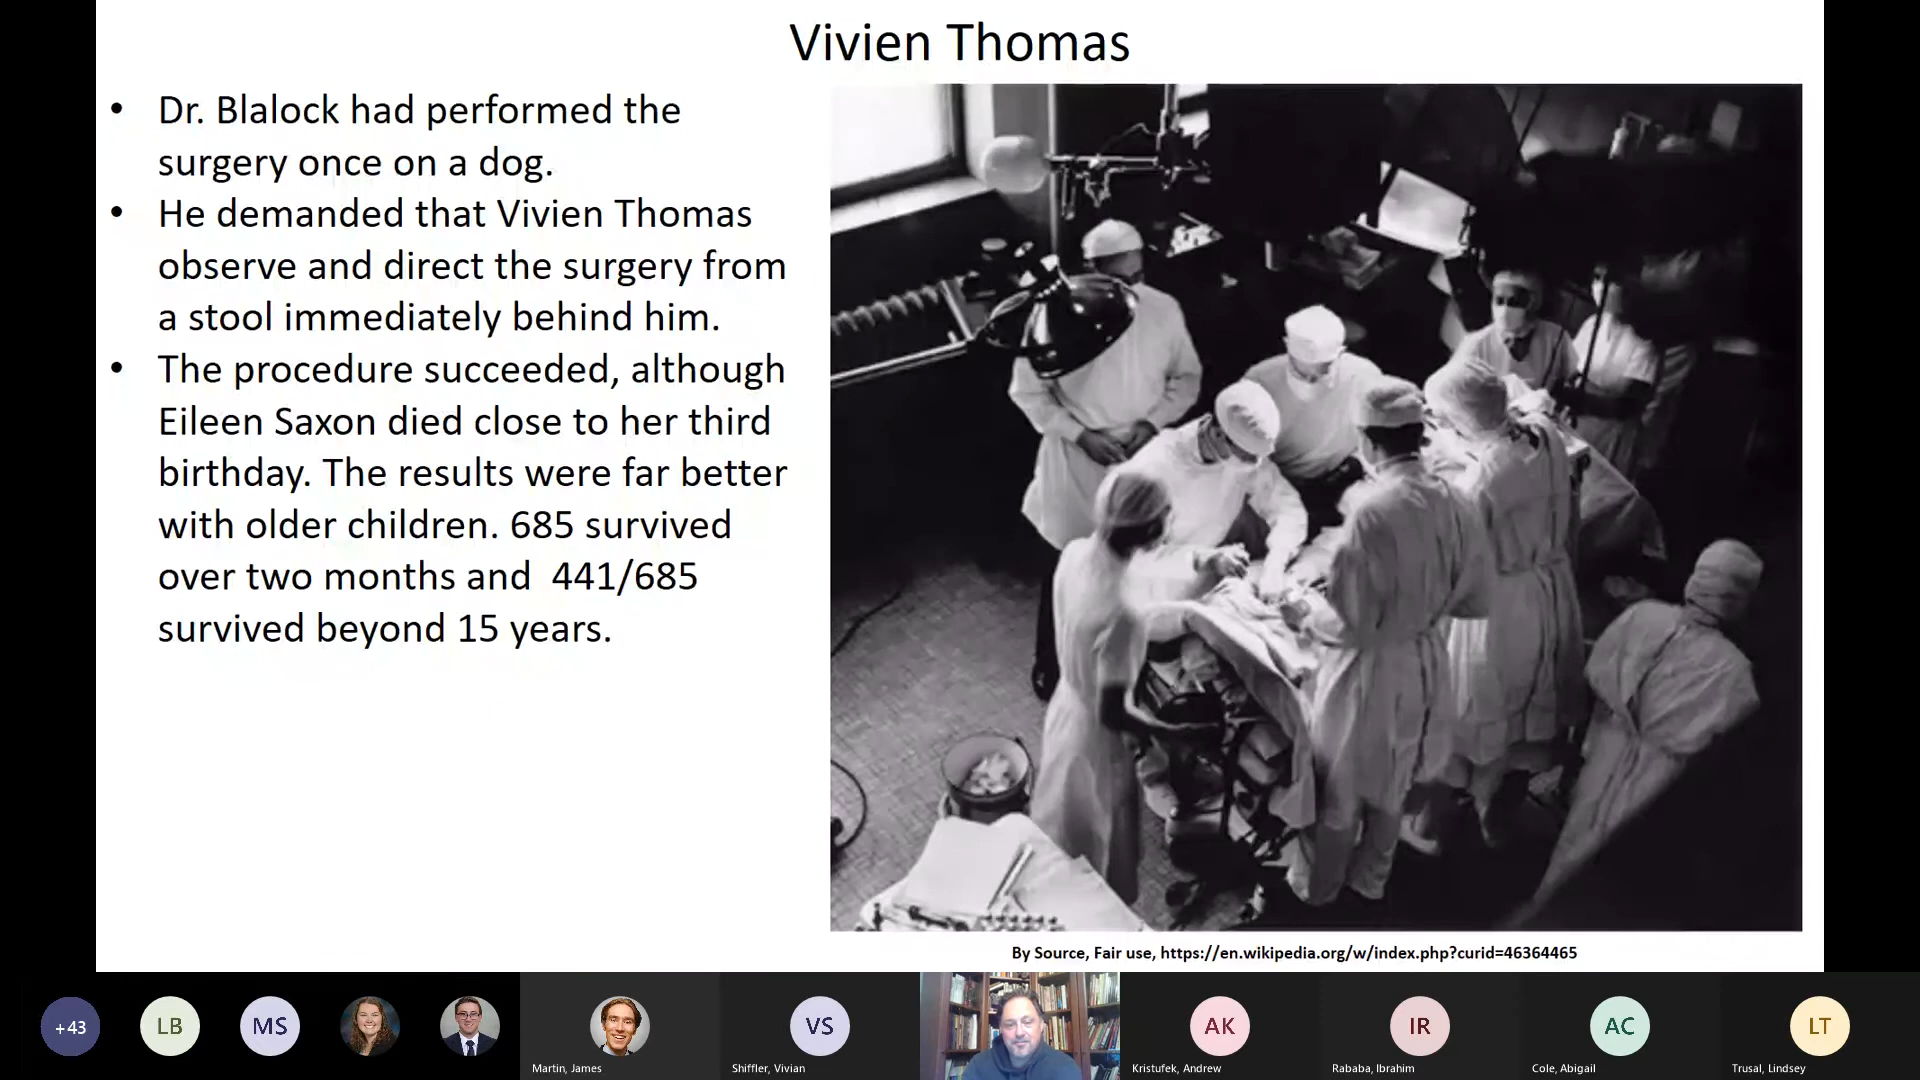 Vivien Thomas
• Dr. Blalock had performed the
surgery once on a dog.
• He demanded that Vivien Thomas
observe and direct the surgery from
a stool immediately behind him.
• The procedure succeeded, although
Eileen Saxon died close to her third
birthday. The results were far better
with older children. 685 survived
over two months and  441/685
survived beyond 15 years.
By Source, Fair use, https://en.wikipedia.org/w/index.php?curid=46364465
+43
LB
MS
Martin, James
VS
Shiffler, Vivian
AK
Kristufek, Andrew
IR
Rababa, Ibrahim
AC
Cole, Abigail
LT
Trusal, Lindsey